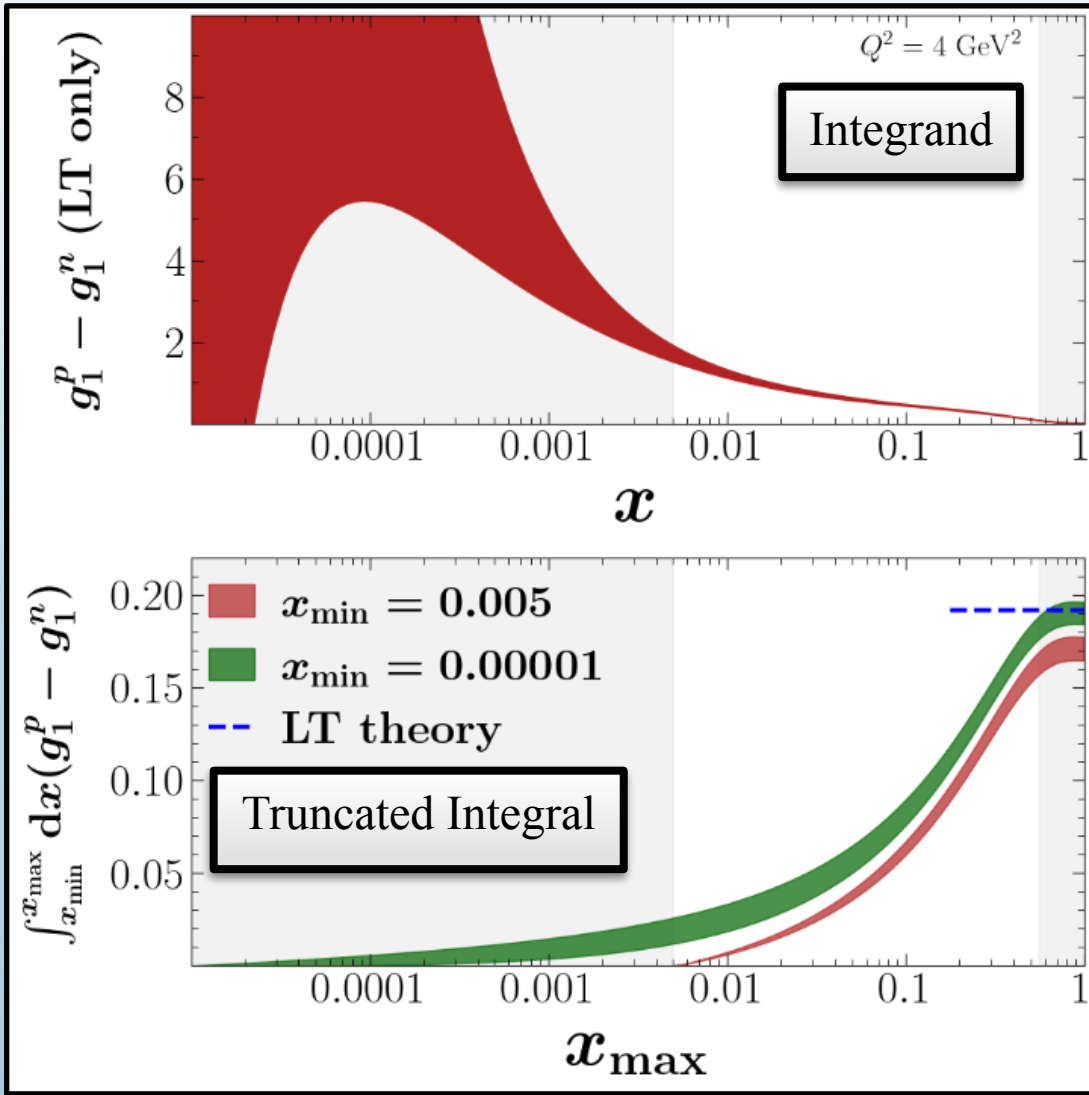 Q² = 4 GeV²
Integrand
g₁ᵖ − g₁ⁿ (LT only)
8
6
4
2
0.0001 0.001 0.01 0.1 1
x
x_min = 0.005
x_min = 0.00001
LT theory
Truncated Integral
∫_{x_min}^{x_max} dx(g₁ᵖ − g₁ⁿ)
0.20
0.15
0.10
0.05
0.0001 0.001 0.01 0.1 1
x_max